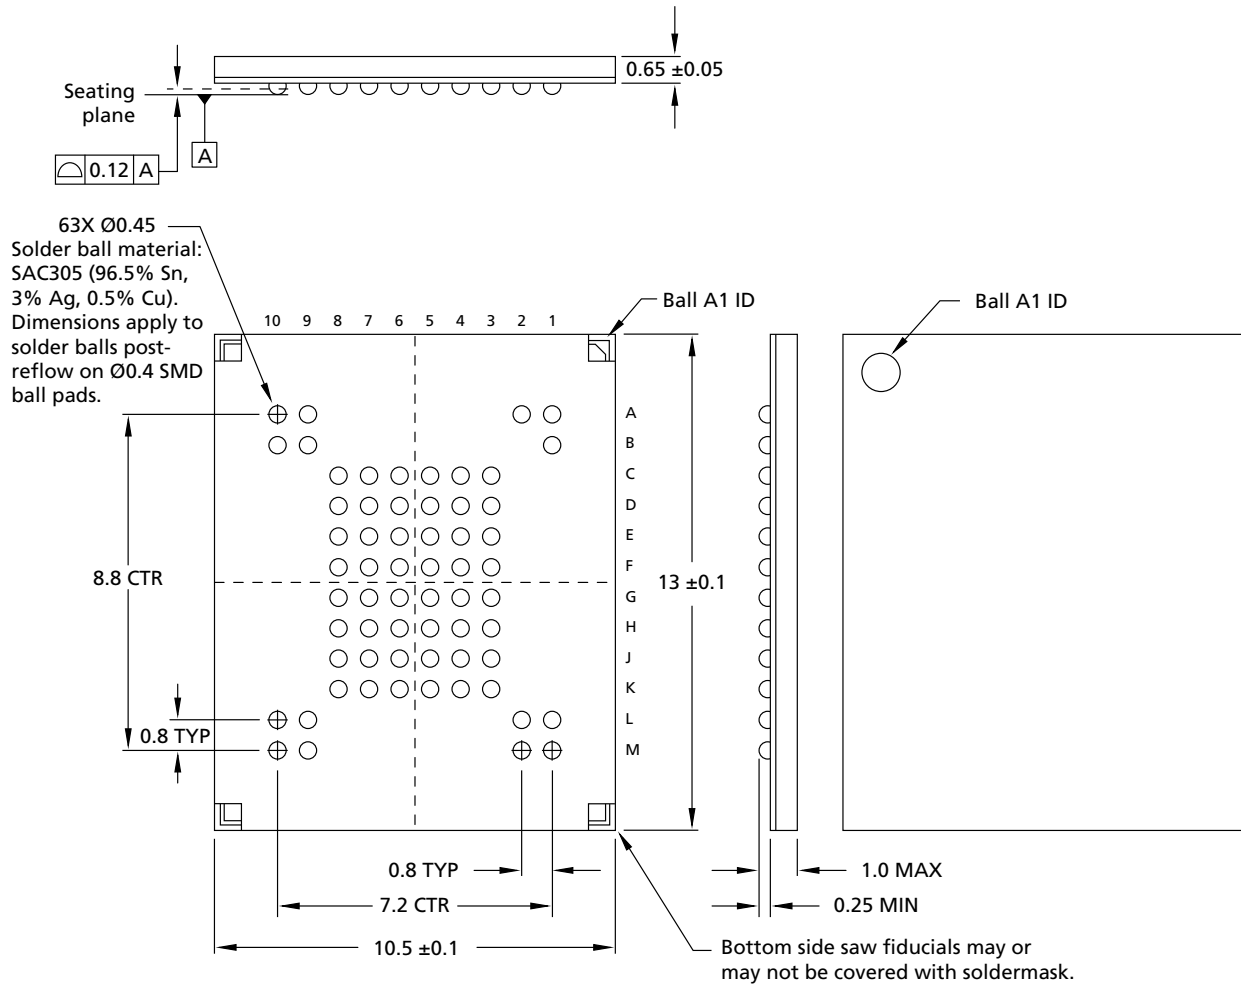 0.65 ±0.05
Seating
plane
A
0.12 A
63X Ø0.45
Solder ball material:
SAC305 (96.5% Sn,
3% Ag, 0.5% Cu).
Dimensions apply to
solder balls post-
reflow on Ø0.4 SMD
ball pads.
Ball A1 ID
Ball A1 ID
10 9 8 7 6 5 4 3 2 1
A
B
C
D
E
F
G
H
J
K
L
M
8.8 CTR
13 ±0.1
0.8 TYP
0.8 TYP
1.0 MAX
7.2 CTR
0.25 MIN
10.5 ±0.1
Bottom side saw fiducials may or
may not be covered with soldermask.